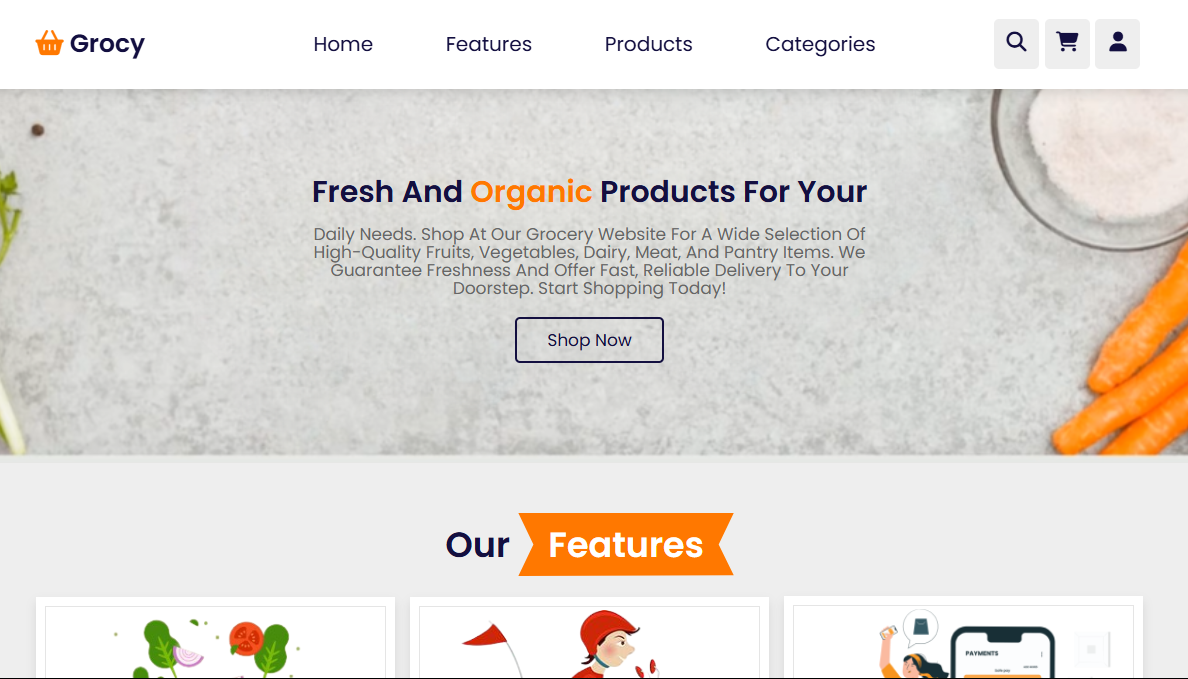 Grocy
Home
Features
Products
Categories
Fresh And Organic Products For Your
Daily Needs. Shop At Our Grocery Website For A Wide Selection Of
High-Quality Fruits, Vegetables, Dairy, Meat, And Pantry Items. We
Guarantee Freshness And Offer Fast, Reliable Delivery To Your
Doorstep. Start Shopping Today!
Shop Now
Our Features
PAYMENTS